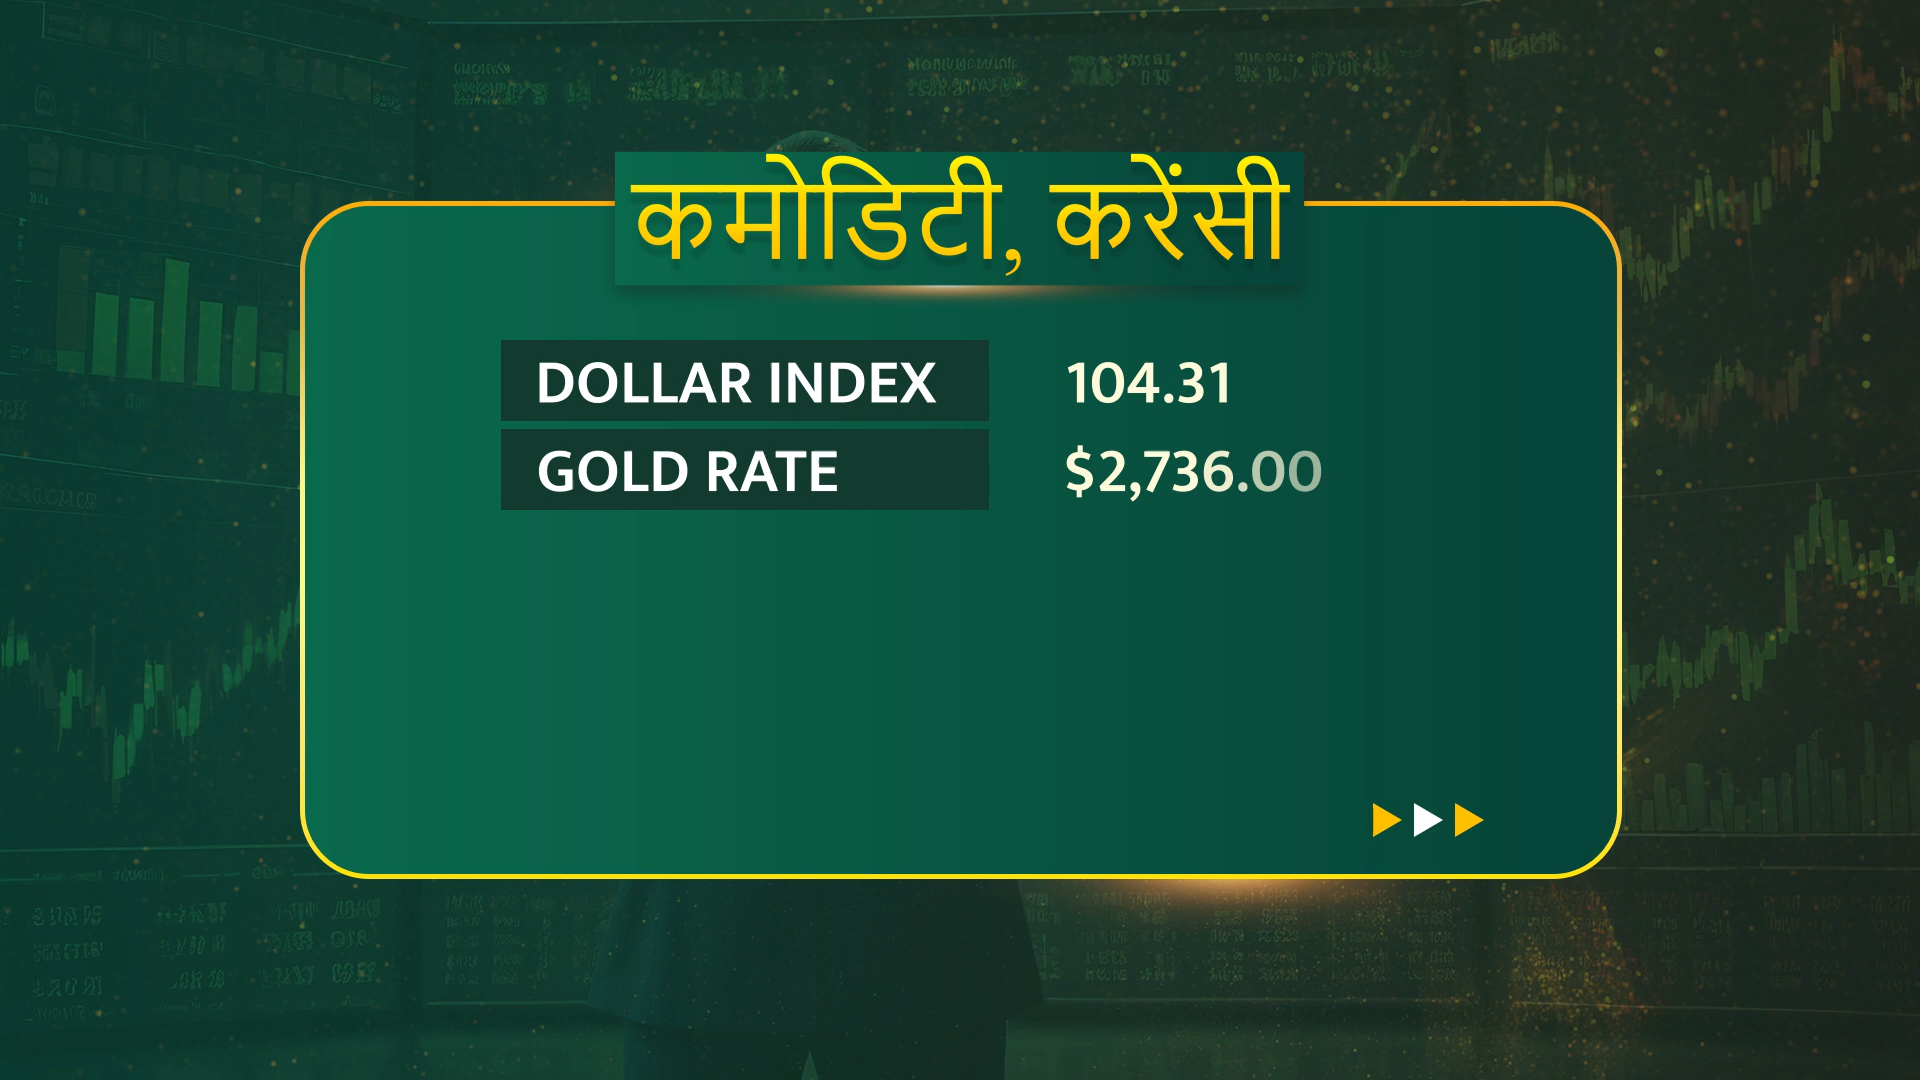 कमोडिटी, करेंसी
DOLLAR INDEX 104.31
GOLD RATE $2,736.00